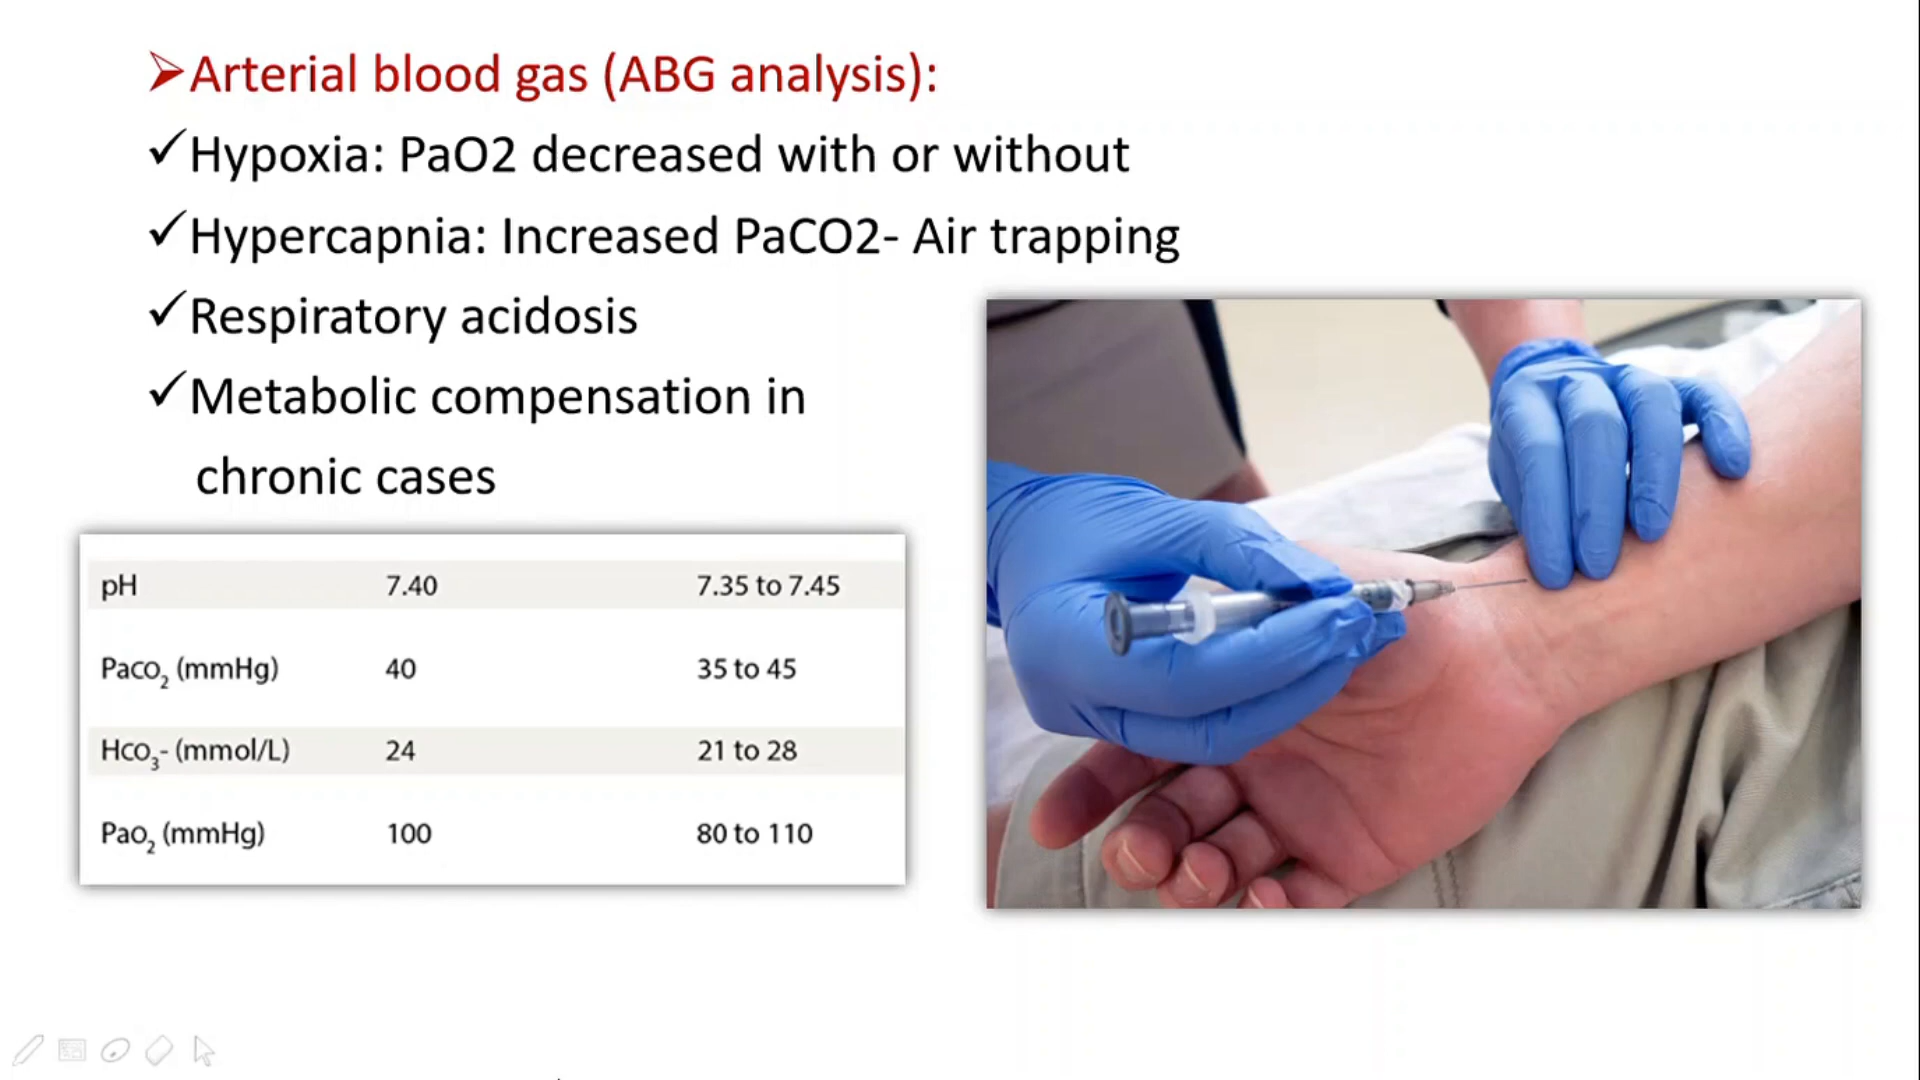 Arterial blood gas (ABG analysis):
Hypoxia: PaO2 decreased with or without
Hypercapnia: Increased PaCO2- Air trapping
Respiratory acidosis
Metabolic compensation in
chronic cases
pH 7.40 7.35 to 7.45
Paco₂ (mmHg) 40 35 to 45
Hco₃- (mmol/L) 24 21 to 28
Pao₂ (mmHg) 100 80 to 110